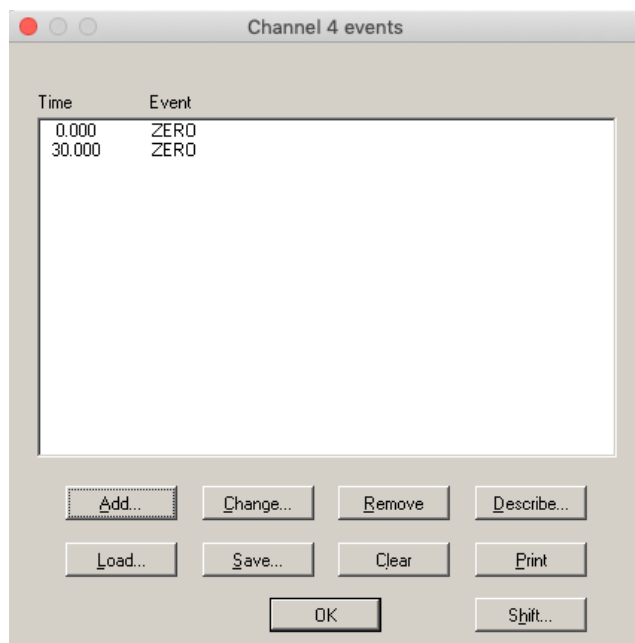 Channel 4 events
Time Event
0.000 ZERO
30.000 ZERO
Add... Change... Remove Describe...
Load... Save... Clear Print
OK Shift...